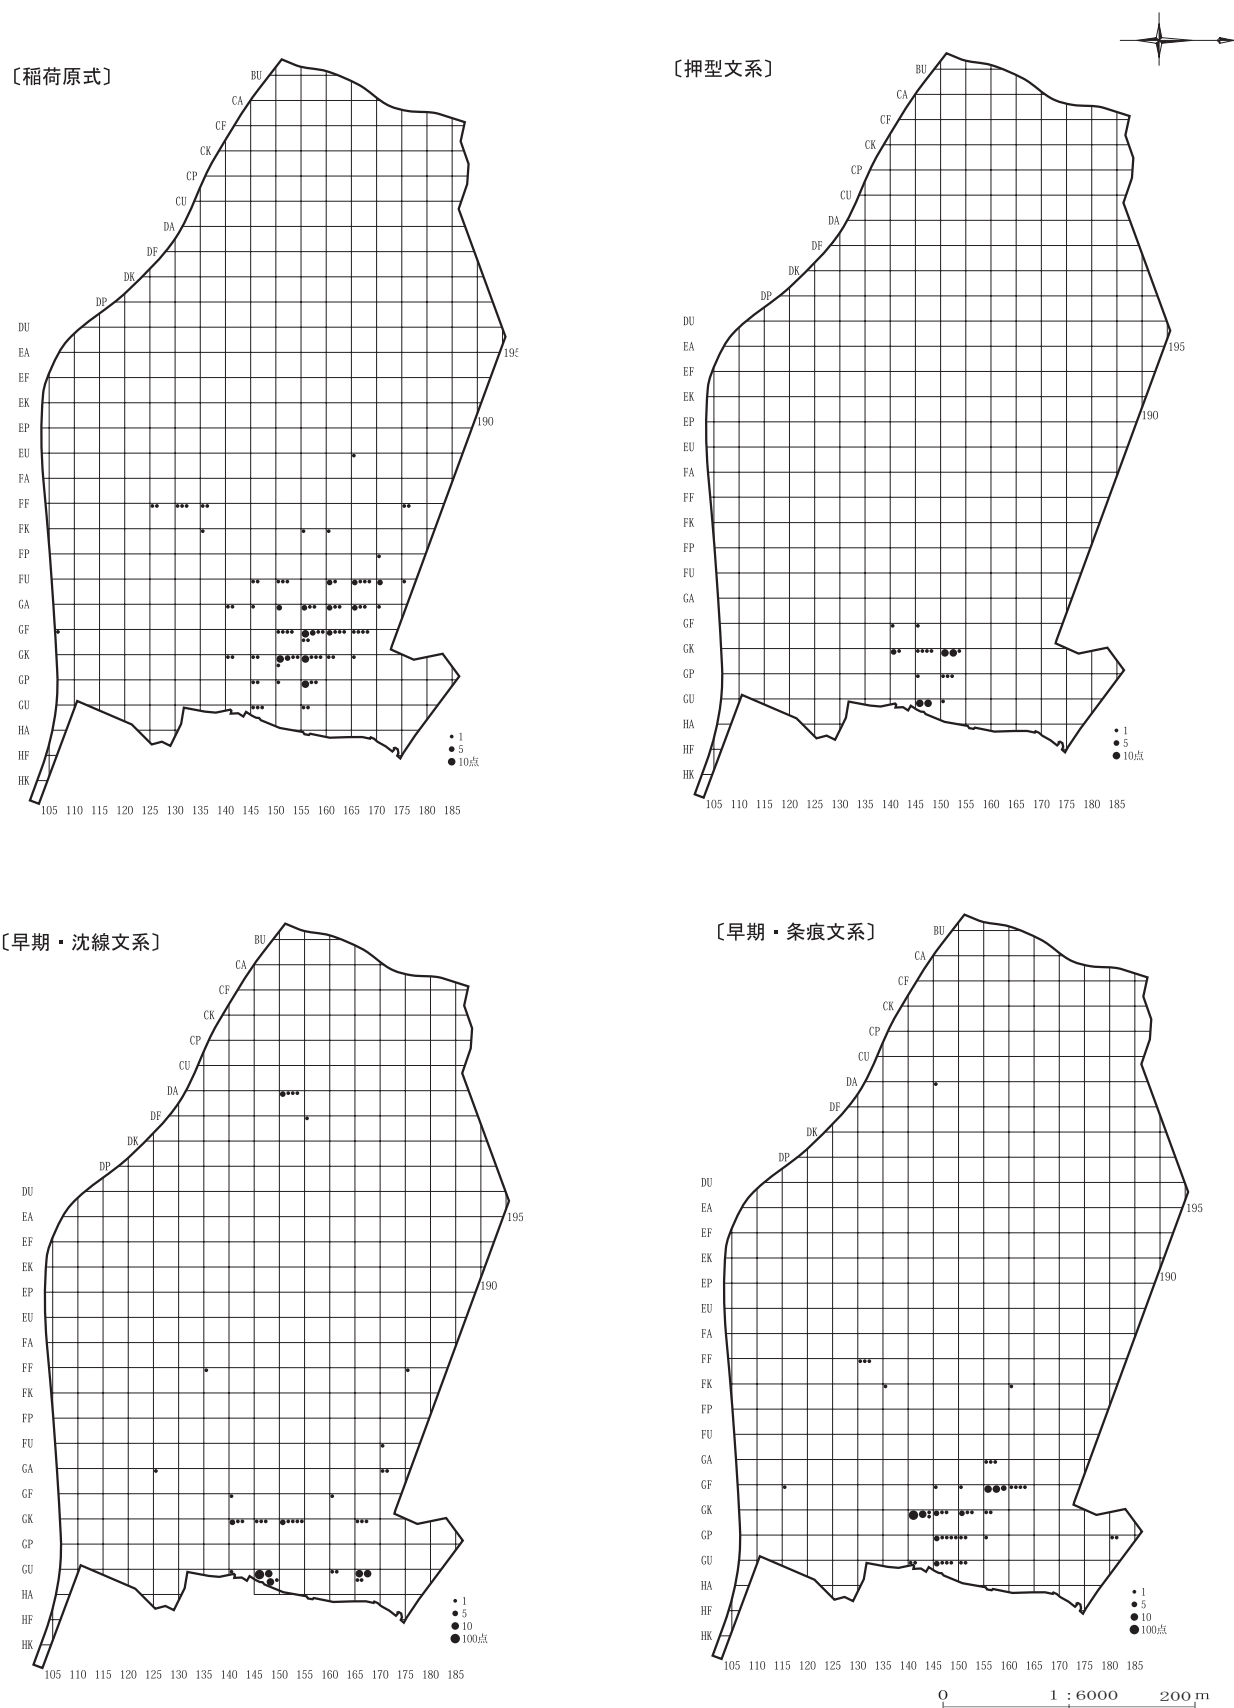 〔稲荷原式〕
BU
CA
CF
CK
CP
CU
DA
DF
DK
DP
DU
EA
195
EF
EK
EP
190
EU
FA
FF
FK
FP
FU
GA
GF
GK
GP
GU
HA
HF
HK
1
5
10点
105 110 115 120 125 130 135 140 145 150 155 160 165 170 175 180 185
〔押型文系〕
BU
CA
CF
CK
CP
CU
DA
DF
DK
DP
DU
EA
195
EF
EK
EP
190
EU
FA
FF
FK
FP
FU
GA
GF
GK
GP
GU
HA
HF
HK
1
5
10点
105 110 115 120 125 130 135 140 145 150 155 160 165 170 175 180 185
〔早期・沈線文系〕
BU
CA
CF
CK
CP
CU
DA
DF
DK
DP
DU
EA
195
EF
EK
EP
190
EU
FA
FF
FK
FP
FU
GA
GF
GK
GP
GU
HA
HF
HK
1
5
10
100点
105 110 115 120 125 130 135 140 145 150 155 160 165 170 175 180 185
〔早期・条痕文系〕
BU
CA
CF
CK
CP
CU
DA
DF
DK
DP
DU
EA
195
EF
EK
EP
190
EU
FA
FF
FK
FP
FU
GA
GF
GK
GP
GU
HA
HF
HK
1
5
10
100点
105 110 115 120 125 130 135 140 145 150 155 160 165 170 175 180 185
0 1:6000 200m